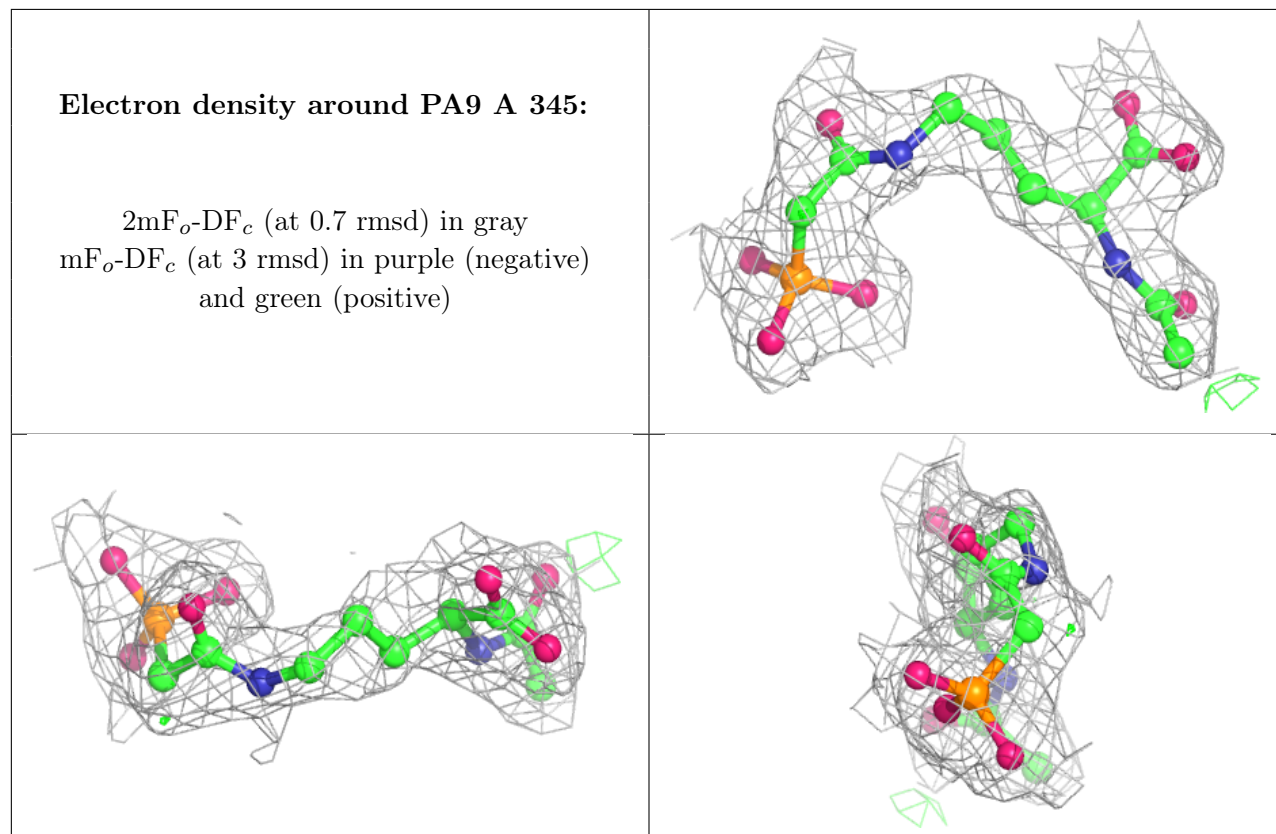 Electron density around PA9 A 345:
2mFo-DFc (at 0.7 rmsd) in gray
mFo-DFc (at 3 rmsd) in purple (negative)
and green (positive)